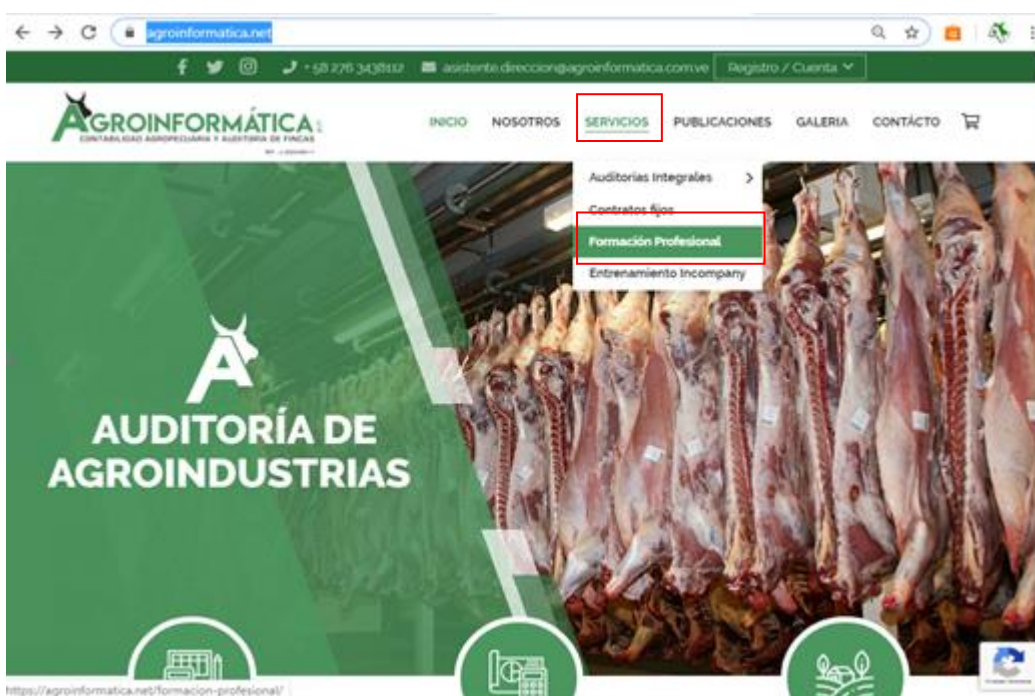 agroinformatica.net
+58 276 3438112 asistente.direccion@agroinformatica.com.ve Registro / Cuenta
AGROINFORMÁTICA
CONTABILIDAD AGROPECUARIA Y AUDITORIA DE FINCAS
INICIO NOSOTROS SERVICIOS PUBLICACIONES GALERIA CONTÁCTO
Auditorias Integrales
Contratos fijos
Formación Profesional
Entrenamiento Incompany
A
AUDITORÍA DE
AGROINDUSTRIAS
https://agroinformatica.net/formacion-profesional/